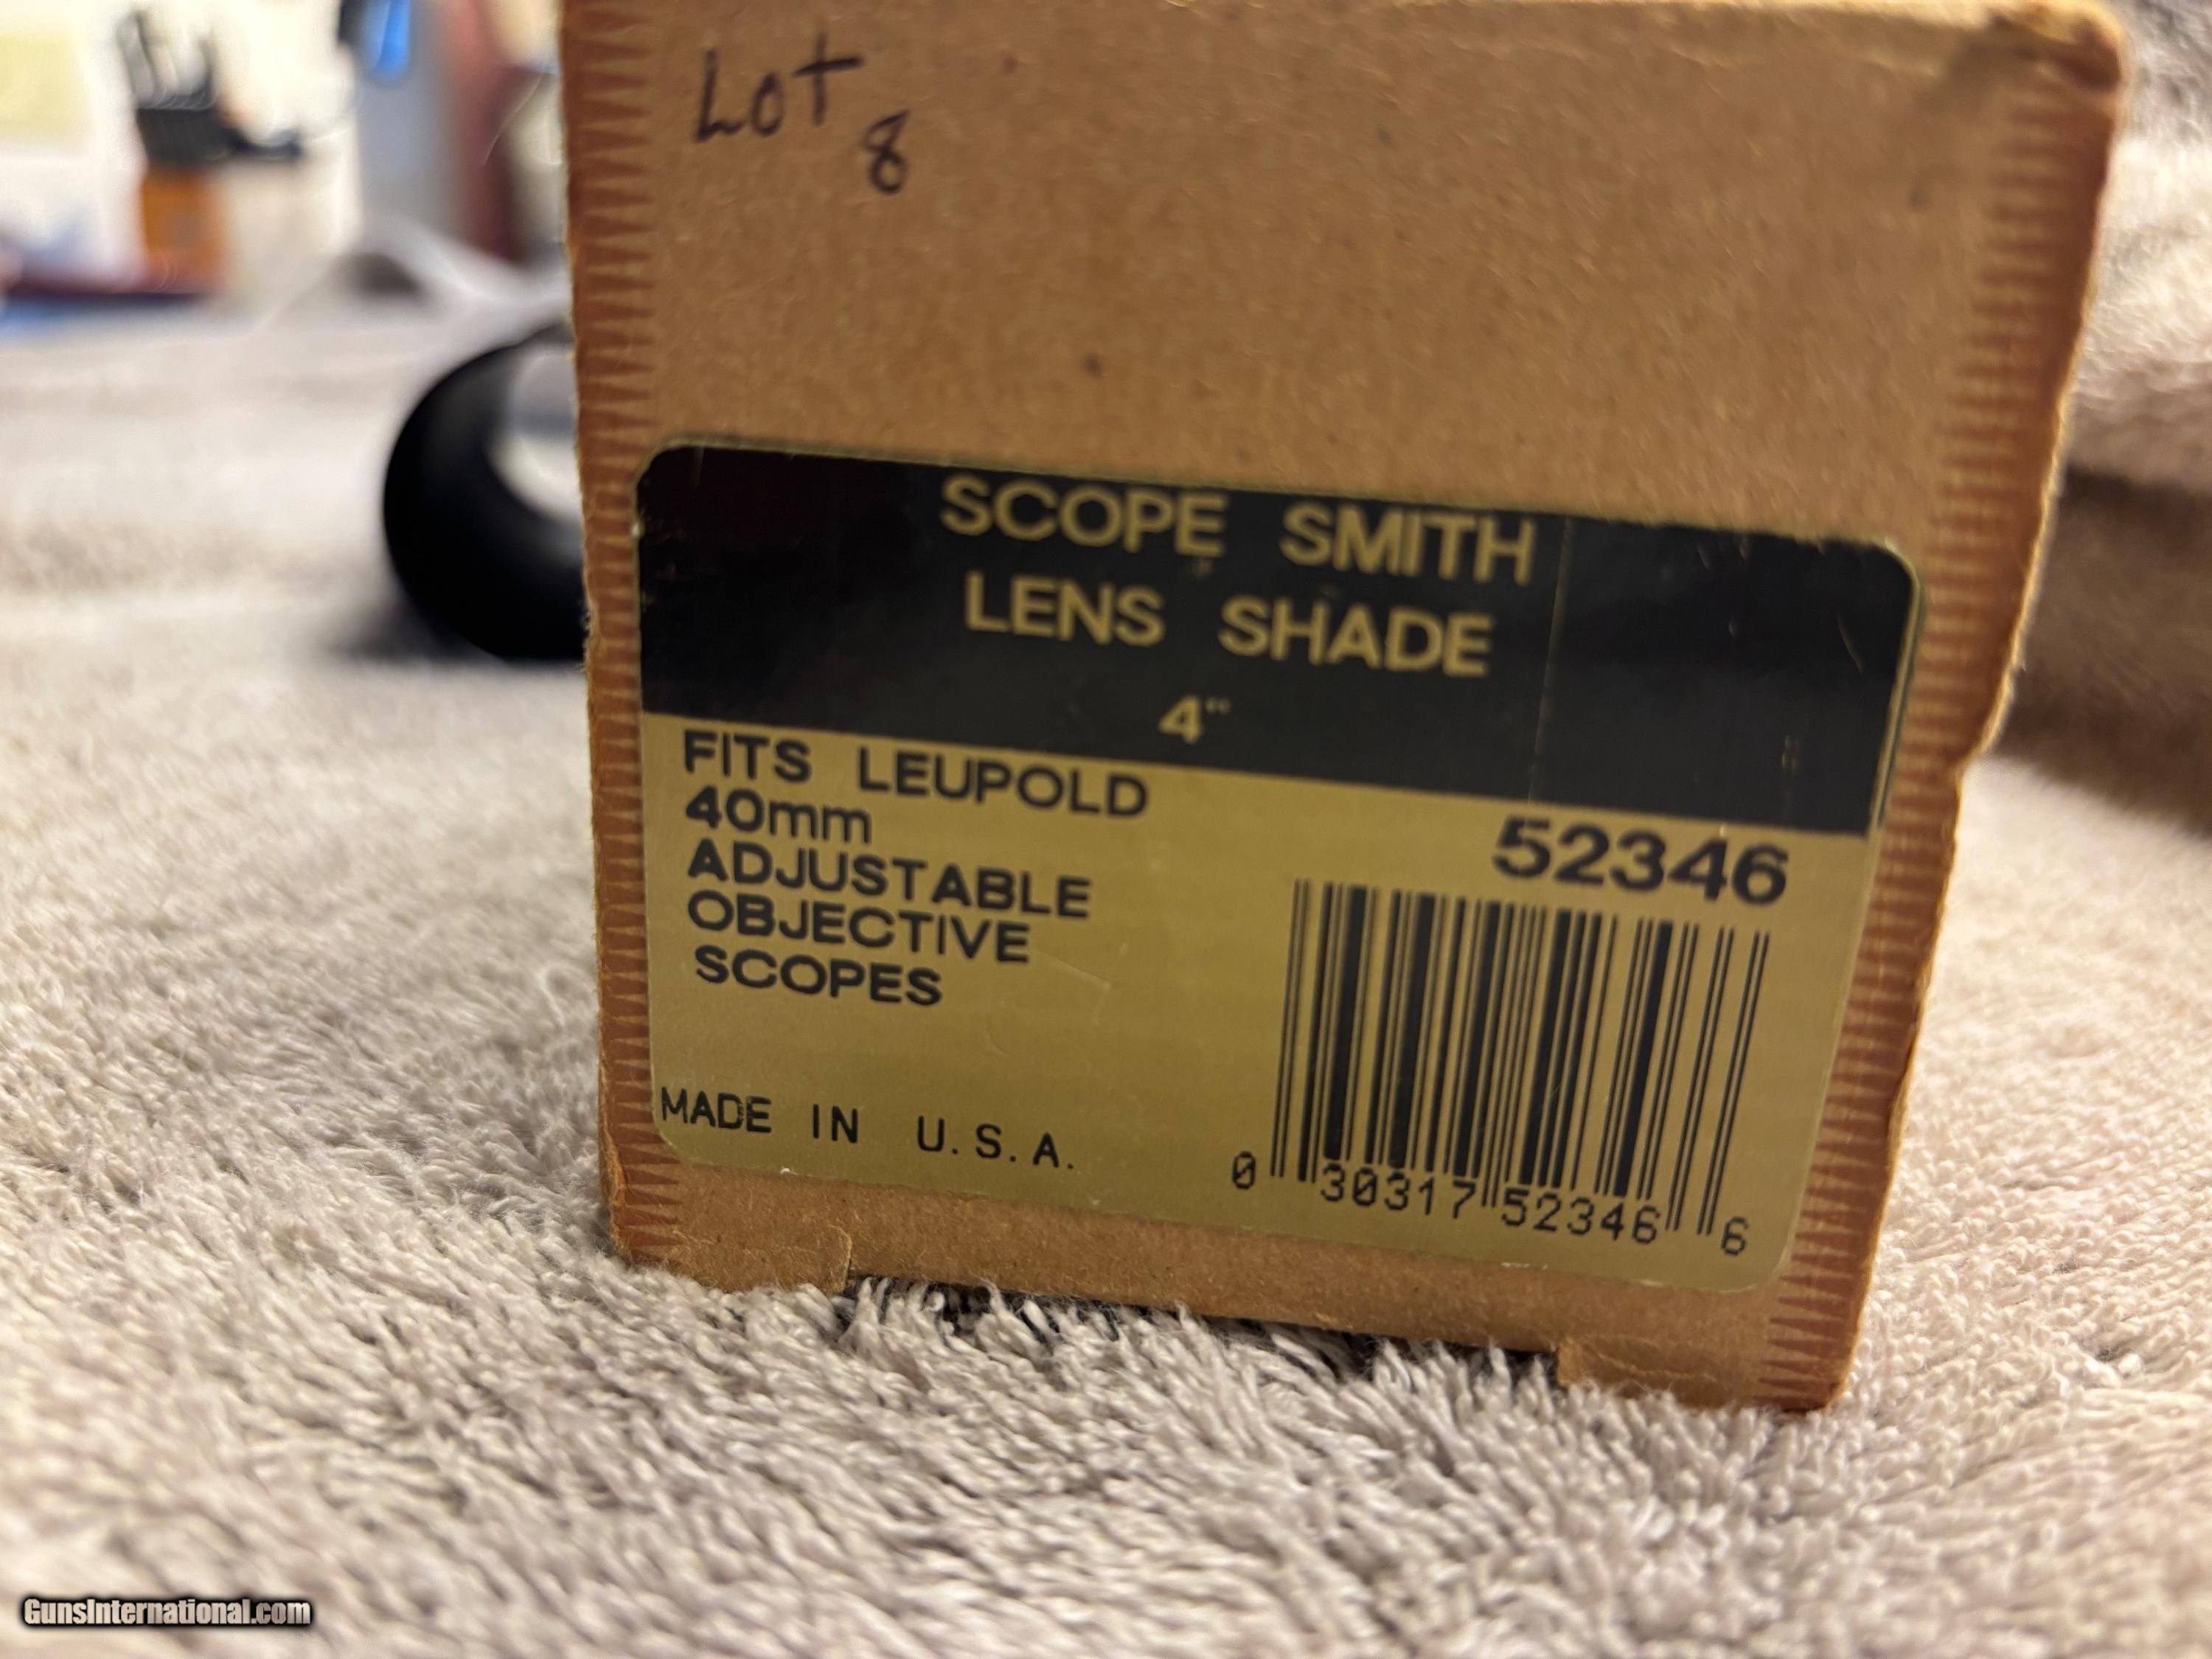 Lot 8
SCOPE SMITH
LENS SHADE
4"
FITS LEUPOLD
40mm
ADJUSTABLE
OBJECTIVE
SCOPES
52346
MADE IN U.S.A.
0 30317 52346 6
GunsInternational.com